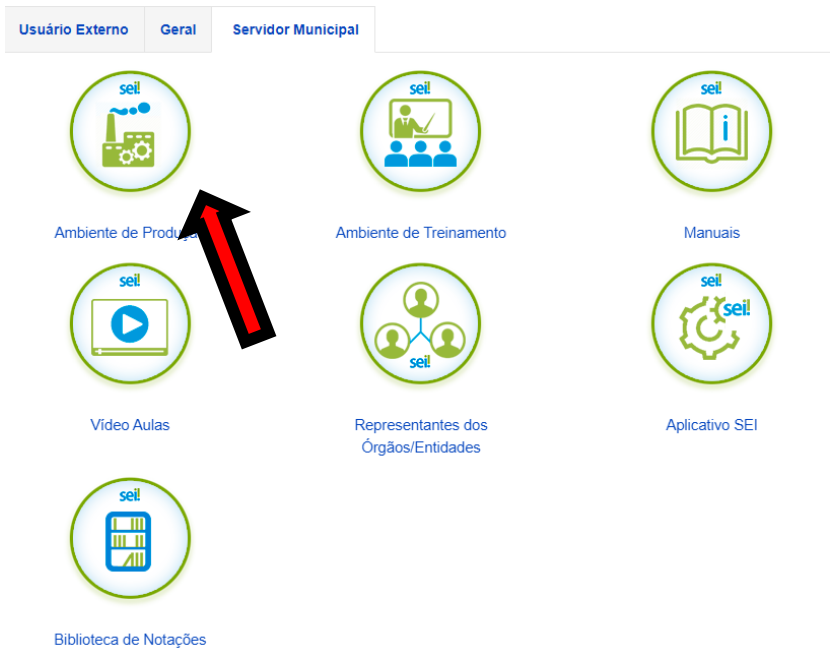 Usuário Externo Geral Servidor Municipal
sei! sei! sei!
i
Ambiente de Ambiente de Treinamento Manuais
sei! sei!
sei!
sei!
Vídeo Aulas Representantes dos Aplicativo SEI
Órgãos/Entidades
sei!
Biblioteca de Notações